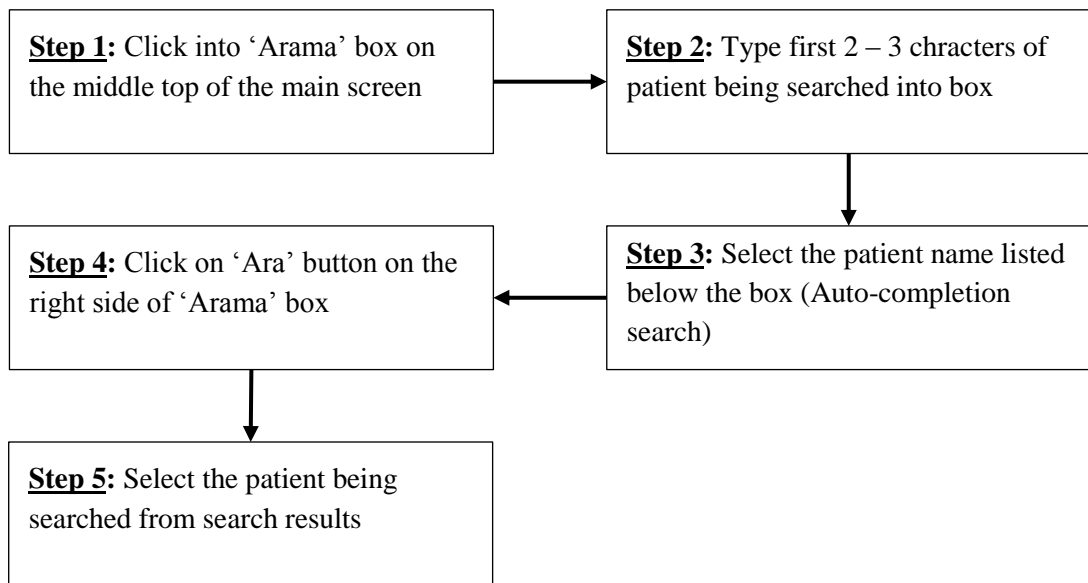 Step 1: Click into ‘Arama’ box on
the middle top of the main screen
Step 2: Type first 2 – 3 chracters of
patient being searched into box
Step 3: Select the patient name listed
below the box (Auto-completion
search)
Step 4: Click on ‘Ara’ button on the
right side of ‘Arama’ box
Step 5: Select the patient being
searched from search results